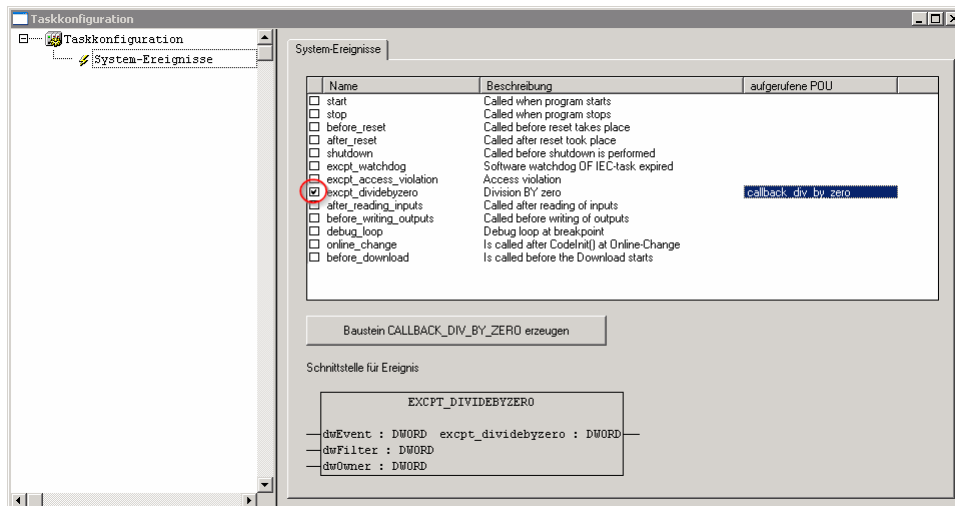 Taskkonfiguration
Taskkonfiguration
System-Ereignisse
System-Ereignisse
Name Beschreibung aufgerufene POU
start Called when program starts
stop Called when program stops
before_reset Called before reset takes place
after_reset Called after reset took place
shutdown Called before shutdown is performed
excpt_watchdog Software watchdog OF IEC-task expired
excpt_access_violation Access violation
excpt_dividebyzero Division BY zero callback_div_by_zero
after_reading_inputs Called after reading of inputs
before_writing_outputs Called before writing of outputs
debug_loop Debug loop at breakpoint
online_change Is called after CodeInit() at Online-Change
before_download Is called before the Download starts
Baustein CALLBACK_DIV_BY_ZERO erzeugen
Schnittstelle für Ereignis
EXCPT_DIVIDEBYZERO
dwEvent : DWORD excpt_dividebyzero : DWORD
dwFilter : DWORD
dwOwner : DWORD